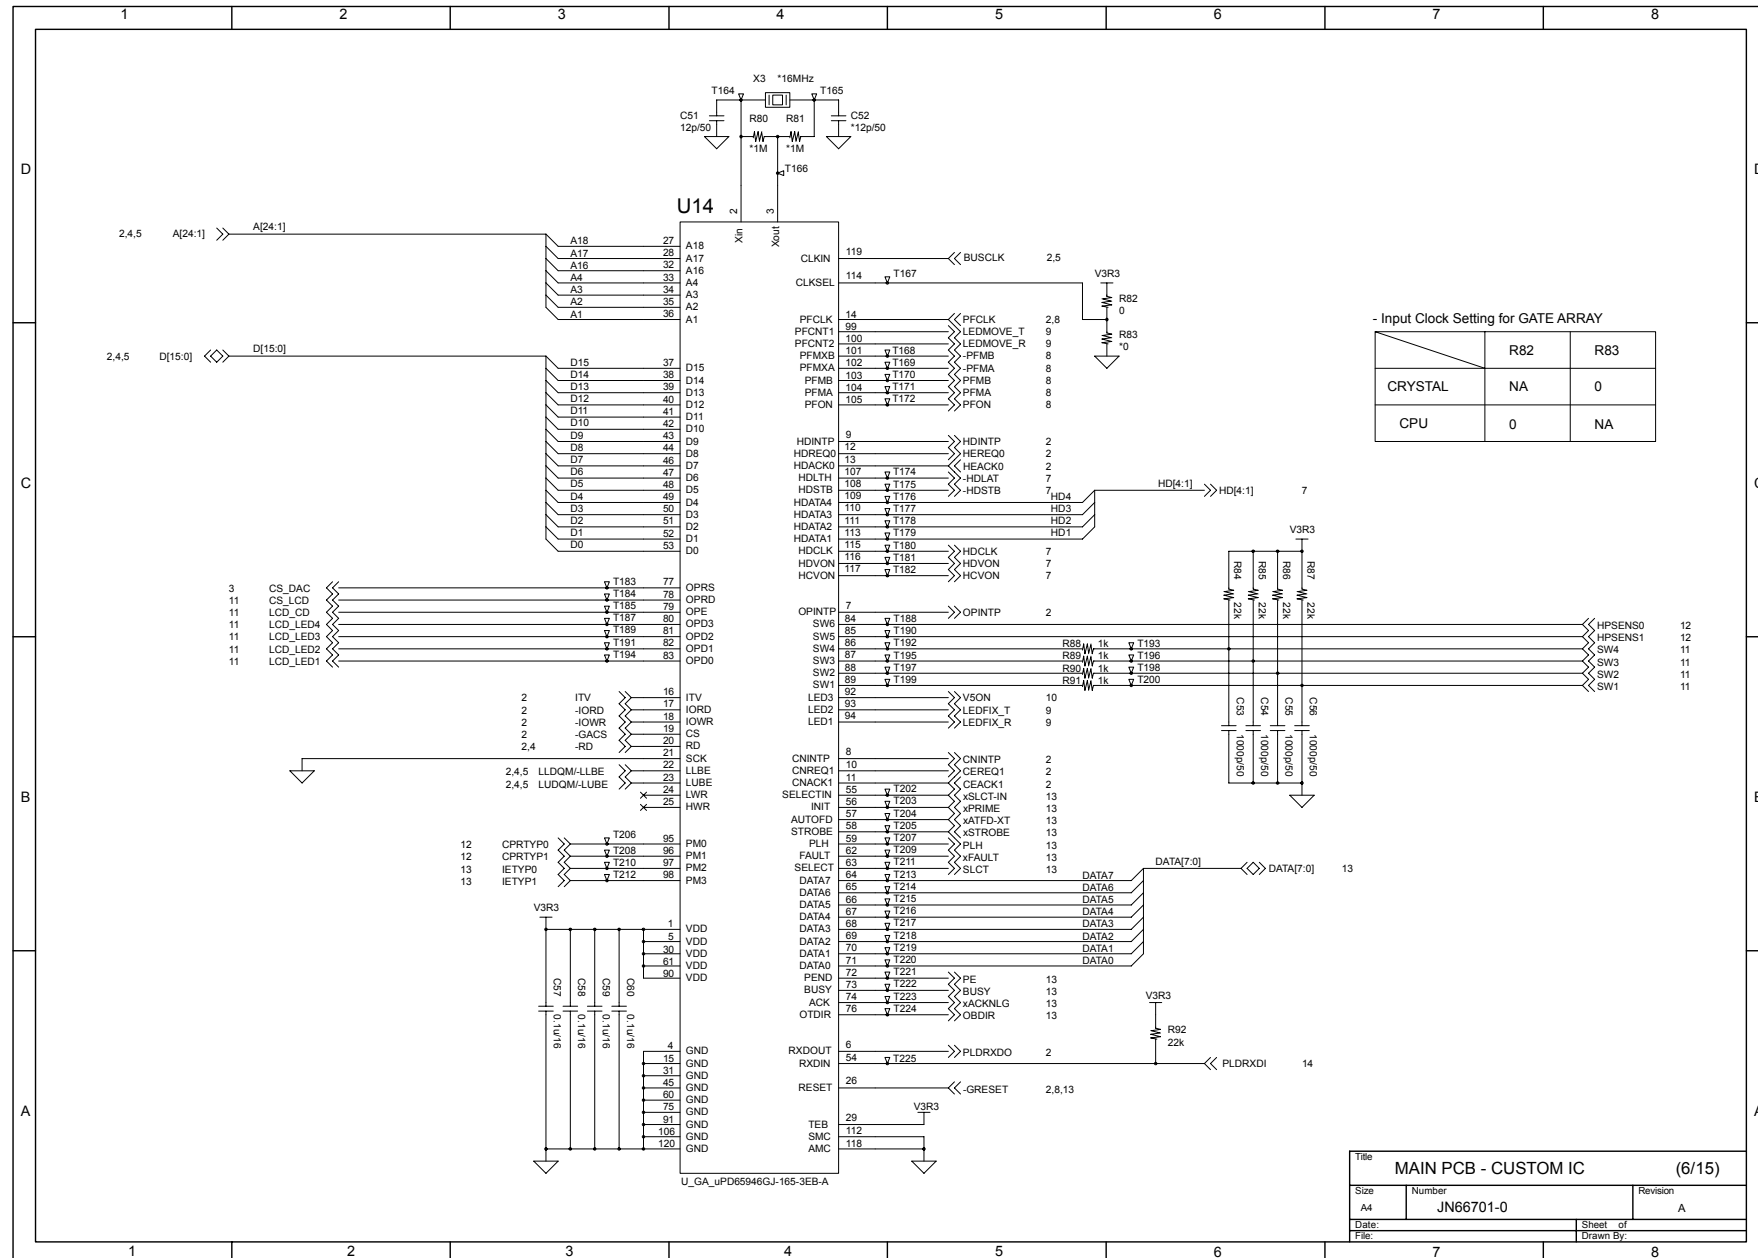 1 2 3 4 5 6 7 8
X3 *16MHz
T164 T165
C51 R80 R81 C52
12p/50 *1M *1M *12p/50
D D
T166
U14
2 3
Xin Xout
2,4,5 A[24:1] A[24:1]
A18 27 A18
A17 28 A17
A16 32 A16
A4 33 A4
A3 34 A3
A2 35 A2
A1 36 A1
2,4,5 D[15:0] D[15:0]
D15 37 D15
D14 38 D14
D13 39 D13
D12 40 D12
D11 41 D11
D10 42 D10
D9 43 D9
D8 44 D8
D7 46 D7
D6 47 D6
D5 48 D5
D4 49 D4
D3 50 D3
D2 51 D2
D1 52 D1
D0 53 D0
3 CS_DAC T183 77 OPRS
11 CS_LCD T184 78 OPRD
11 LCD_CD T185 79 OPE
11 LCD_LED4 T187 80 OPD3
11 LCD_LED3 T189 81 OPD2
11 LCD_LED2 T191 82 OPD1
11 LCD_LED1 T194 83 OPD0
2 ITV 16 ITV
2 -IORD 17 IORD
2 -IOWR 18 IOWR
2 -GACS 19 CS
2,4 -RD 20 RD
21 SCK
2,4,5 LLDQM/-LLBE 22 LLBE
2,4,5 LUDQM/-LUBE 23 LUBE
24 LWR
25 HWR
12 CPRTYP0 T206 95 PM0
12 CPRTYP1 T208 96 PM1
13 IETYP0 T210 97 PM2
13 IETYP1 T212 98 PM3
V3R3
1 VDD
5 VDD
30 VDD
61 VDD
90 VDD
C57 C58 C59 C60
0.1u/16 0.1u/16 0.1u/16 0.1u/16
4 GND
15 GND
31 GND
45 GND
60 GND
75 GND
91 GND
106 GND
120 GND
U_GA_uPD65946GJ-165-3EB-A
CLKIN 119 BUSCLK 2,5
CLKSEL 114 T167
V3R3
R82
0
R83
*0
PFCLK 14 PFCLK 2,8
PFCNT1 99 LEDMOVE_T 9
PFCNT2 100 LEDMOVE_R 9
PFMXB 101 T168 -PFMB 8
PFMXA 102 T169 -PFMA 8
PFMB 103 T170 PFMB 8
PFMA 104 T171 PFMA 8
PFON 105 T172 PFON 8
HDINTP 9 HDINTP 2
HDREQ0 12 HEREQ0 2
HDACK0 13 HEACK0 2
HDLTH 107 T174 -HDLAT 7
HDSTB 108 T175 -HDSTB 7
HDATA4 109 T176 HD4
HDATA3 110 T177 HD3
HDATA2 111 T178 HD2
HDATA1 113 T179 HD1
HD[4:1] HD[4:1] 7
HDCLK 115 T180 HDCLK 7
HDVON 116 T181 HDVON 7
HCVON 117 T182 HCVON 7
OPINTP 7 OPINTP 2
SW6 84 T188 HPSENS0 12
SW5 85 T190 HPSENS1 12
SW4 86 T192 R88 1k T193 SW4 11
SW3 87 T195 R89 1k T196 SW3 11
SW2 88 T197 R90 1k T198 SW2 11
SW1 89 T199 R91 1k T200 SW1 11
V3R3
R84 R85 R86 R87
22k 22k 22k 22k
C53 C54 C55 C56
1000p/50 1000p/50 1000p/50 1000p/50
LED3 92 V5ON 10
LED2 93 LEDFIX_T 9
LED1 94 LEDFIX_R 9
CNINTP 8 CNINTP 2
CNREQ1 10 CEREQ1 2
CNACK1 11 CEACK1 2
SELECTIN 55 T202 xSLCT-IN 13
INIT 56 T203 xPRIME 13
AUTOFD 57 T204 xATFD-XT 13
STROBE 58 T205 xSTROBE 13
PLH 59 T207 PLH 13
FAULT 62 T209 xFAULT 13
SELECT 63 T211 SLCT 13
DATA7 64 T213 DATA7
DATA6 65 T214 DATA6
DATA5 66 T215 DATA5
DATA4 67 T216 DATA4
DATA3 68 T217 DATA3
DATA2 69 T218 DATA2
DATA1 70 T219 DATA1
DATA0 71 T220 DATA0
DATA[7:0] DATA[7:0] 13
PEND 72 T221 PE 13
BUSY 73 T222 BUSY 13
ACK 74 T223 xACKNLG 13
OTDIR 76 T224 OBDIR 13
V3R3
R92
22k
RXDOUT 6 PLDRXDO 2
RXDIN 54 T225 PLDRXDI 14
RESET 26 -GRESET 2,8,13
V3R3
TEB 29
SMC 112
AMC 118
- Input Clock Setting for GATE ARRAY
R82 R83
CRYSTAL NA 0
CPU 0 NA
C C
B B
A A
Title
MAIN PCB - CUSTOM IC (6/15)
Size Number Revision
A4 JN66701-0 A
Date: Sheet of
File: Drawn By:
1 2 3 4 5 6 7 8